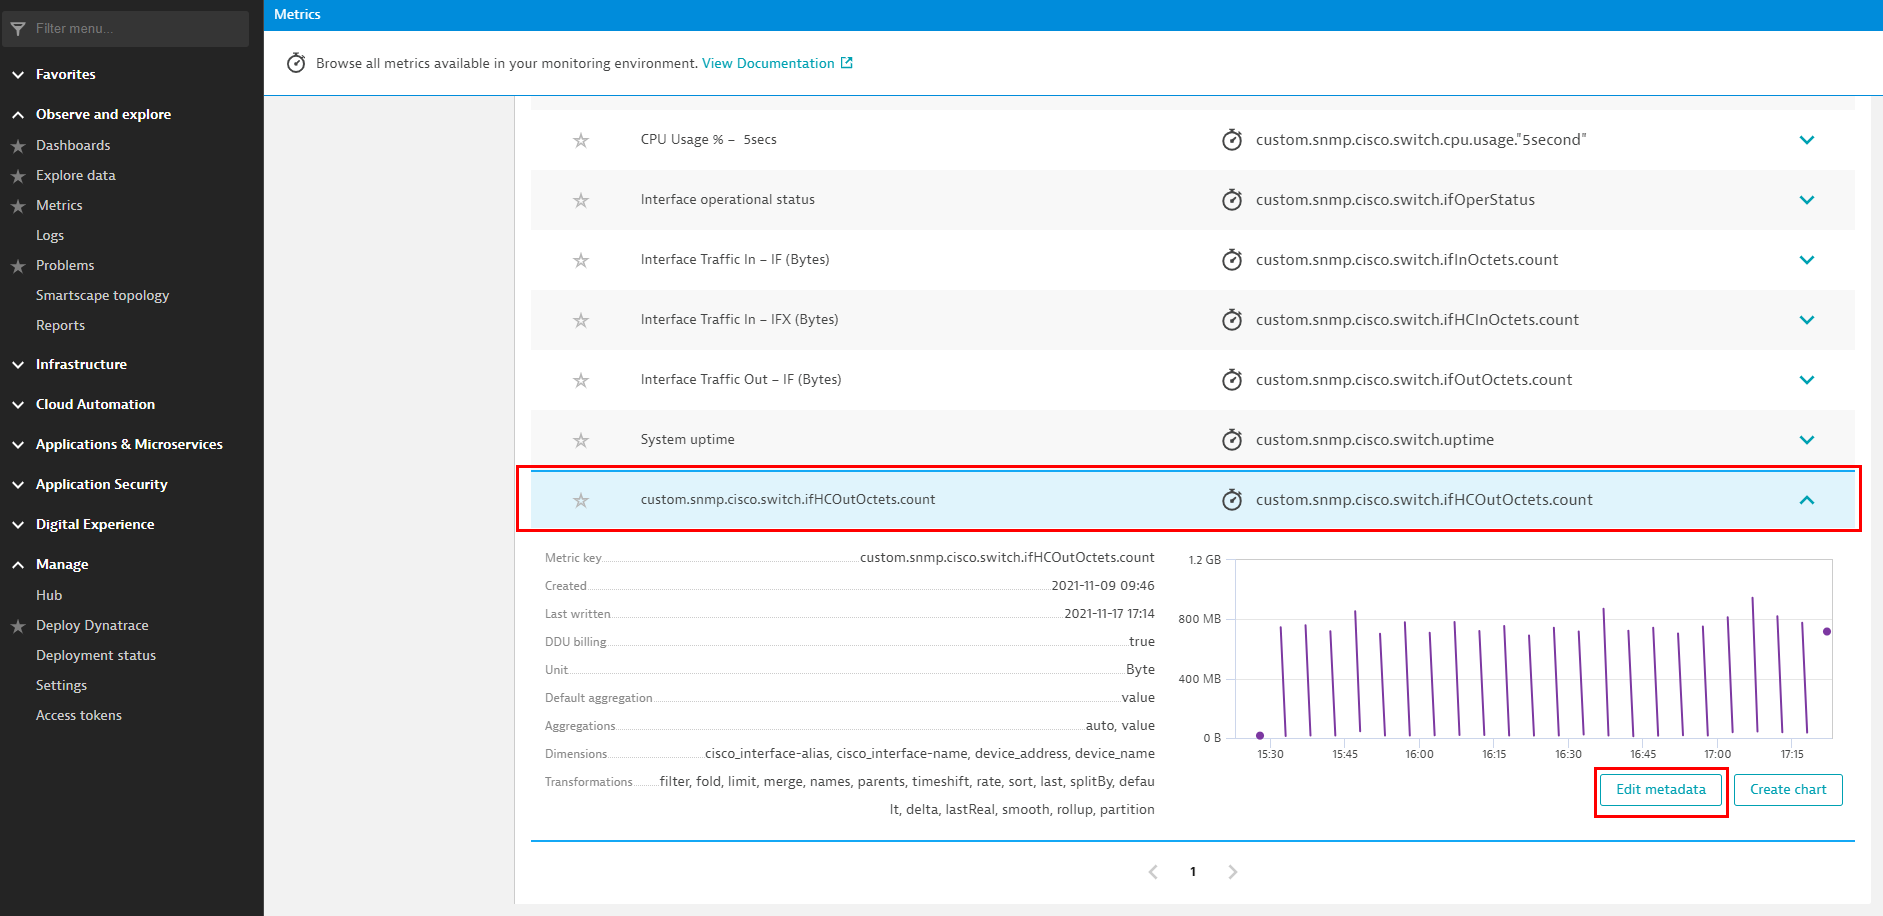 Filter menu...
Favorites
Observe and explore
Dashboards
Explore data
Metrics
Logs
Problems
Smartscape topology
Reports
Infrastructure
Cloud Automation
Applications & Microservices
Application Security
Digital Experience
Manage
Hub
Deploy Dynatrace
Deployment status
Settings
Access tokens
Metrics
Browse all metrics available in your monitoring environment. View Documentation
CPU Usage % – 5secs custom.snmp.cisco.switch.cpu.usage."5second"
Interface operational status custom.snmp.cisco.switch.ifOperStatus
Interface Traffic In – IF (Bytes) custom.snmp.cisco.switch.ifInOctets.count
Interface Traffic In – IFX (Bytes) custom.snmp.cisco.switch.ifHCInOctets.count
Interface Traffic Out – IF (Bytes) custom.snmp.cisco.switch.ifOutOctets.count
System uptime custom.snmp.cisco.switch.uptime
custom.snmp.cisco.switch.ifHCOutOctets.count custom.snmp.cisco.switch.ifHCOutOctets.count
Metric key custom.snmp.cisco.switch.ifHCOutOctets.count
Created 2021-11-09 09:46
Last written 2021-11-17 17:14
DDU billing true
Unit Byte
Default aggregation value
Aggregations auto, value
Dimensions cisco_interface-alias, cisco_interface-name, device_address, device_name
Transformations filter, fold, limit, merge, names, parents, timeshift, rate, sort, last, splitBy, defau
lt, delta, lastReal, smooth, rollup, partition
1.2 GB
800 MB
400 MB
0 B
15:30 15:45 16:00 16:15 16:30 16:45 17:00 17:15
Edit metadata Create chart
1